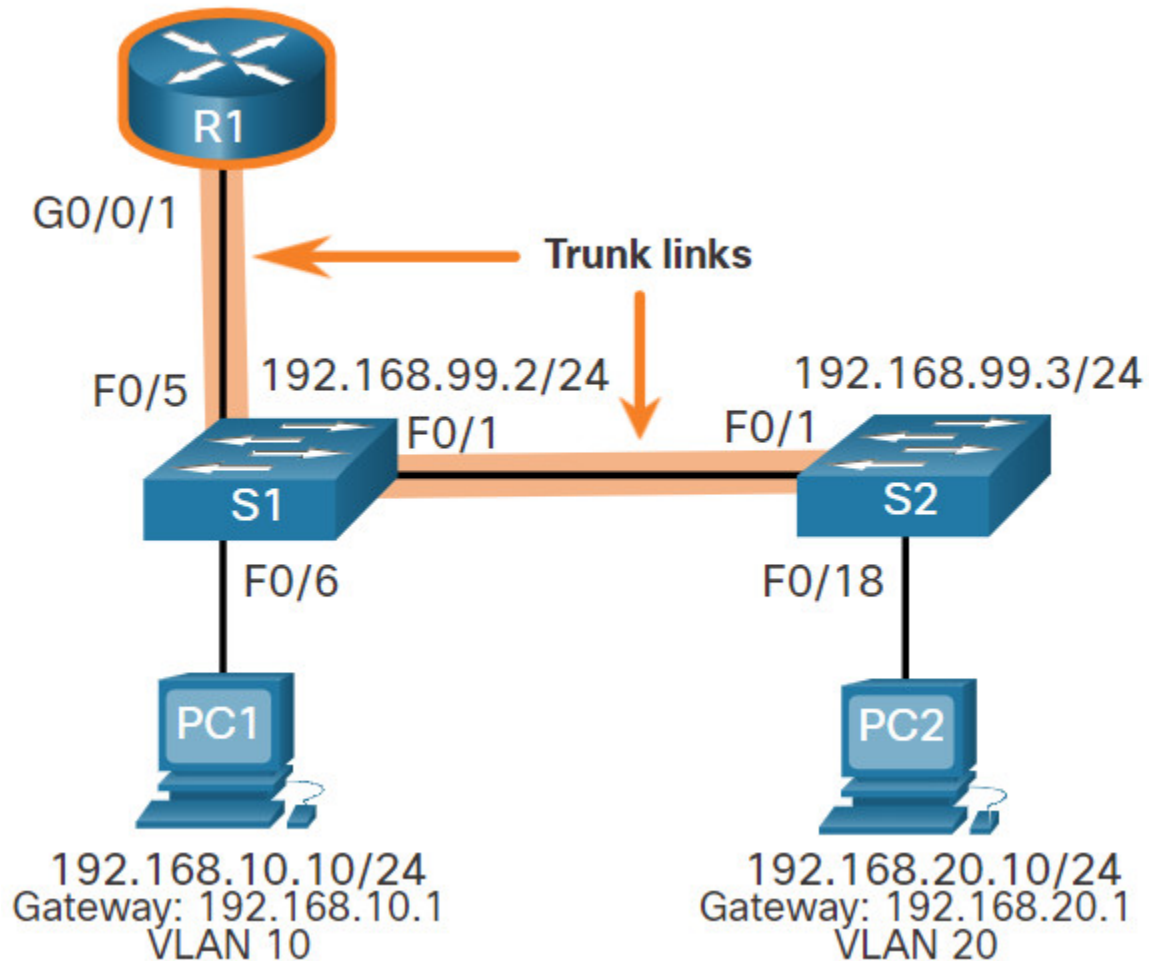 R1
G0/0/1
Trunk links
F0/5
192.168.99.2/24
192.168.99.3/24
F0/1
F0/1
S1
S2
F0/6
F0/18
PC1
PC2
192.168.10.10/24
Gateway: 192.168.10.1
VLAN 10
192.168.20.10/24
Gateway: 192.168.20.1
VLAN 20